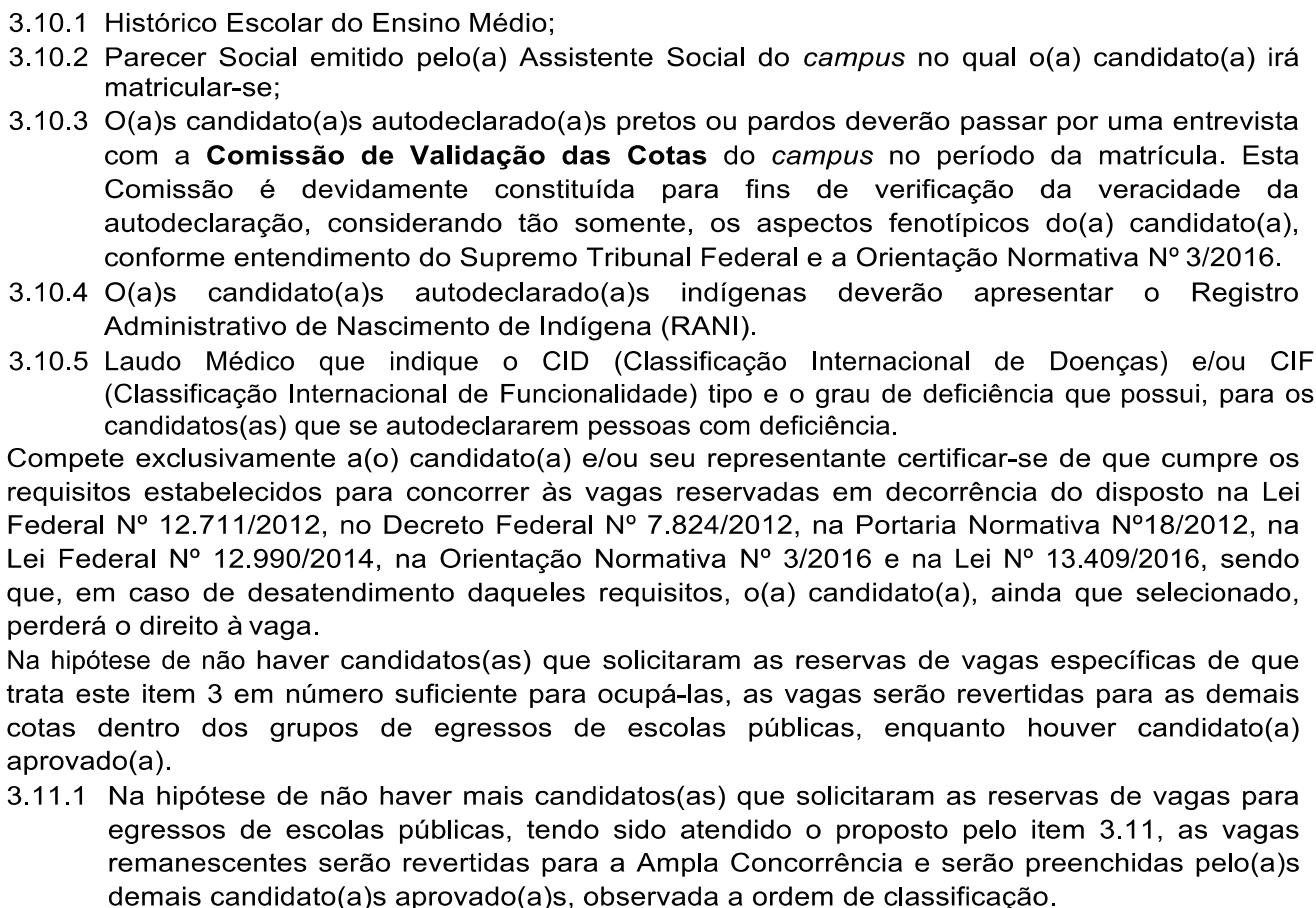 3.10.1 Histórico Escolar do Ensino Médio;
3.10.2 Parecer Social emitido pelo(a) Assistente Social do campus no qual o(a) candidato(a) irá
matricular-se;
3.10.3 O(a)s candidato(a)s autodeclarado(a)s pretos ou pardos deverão passar por uma entrevista
com a Comissão de Validação das Cotas do campus no período da matrícula. Esta
Comissão é devidamente constituída para fins de verificação da veracidade da
autodeclaração, considerando tão somente, os aspectos fenotípicos do(a) candidato(a),
conforme entendimento do Supremo Tribunal Federal e a Orientação Normativa Nº 3/2016.
3.10.4 O(a)s candidato(a)s autodeclarado(a)s indígenas deverão apresentar o Registro
Administrativo de Nascimento de Indígena (RANI).
3.10.5 Laudo Médico que indique o CID (Classificação Internacional de Doenças) e/ou CIF
(Classificação Internacional de Funcionalidade) tipo e o grau de deficiência que possui, para os
candidatos(as) que se autodeclararem pessoas com deficiência.
Compete exclusivamente a(o) candidato(a) e/ou seu representante certificar-se de que cumpre os
requisitos estabelecidos para concorrer às vagas reservadas em decorrência do disposto na Lei
Federal Nº 12.711/2012, no Decreto Federal Nº 7.824/2012, na Portaria Normativa Nº18/2012, na
Lei Federal Nº 12.990/2014, na Orientação Normativa Nº 3/2016 e na Lei Nº 13.409/2016, sendo
que, em caso de desatendimento daqueles requisitos, o(a) candidato(a), ainda que selecionado,
perderá o direito à vaga.
Na hipótese de não haver candidatos(as) que solicitaram as reservas de vagas específicas de que
trata este item 3 em número suficiente para ocupá-las, as vagas serão revertidas para as demais
cotas dentro dos grupos de egressos de escolas públicas, enquanto houver candidato(a)
aprovado(a).
3.11.1 Na hipótese de não haver mais candidatos(as) que solicitaram as reservas de vagas para
egressos de escolas públicas, tendo sido atendido o proposto pelo item 3.11, as vagas
remanescentes serão revertidas para a Ampla Concorrência e serão preenchidas pelo(a)s
demais candidato(a)s aprovado(a)s, observada a ordem de classificação.